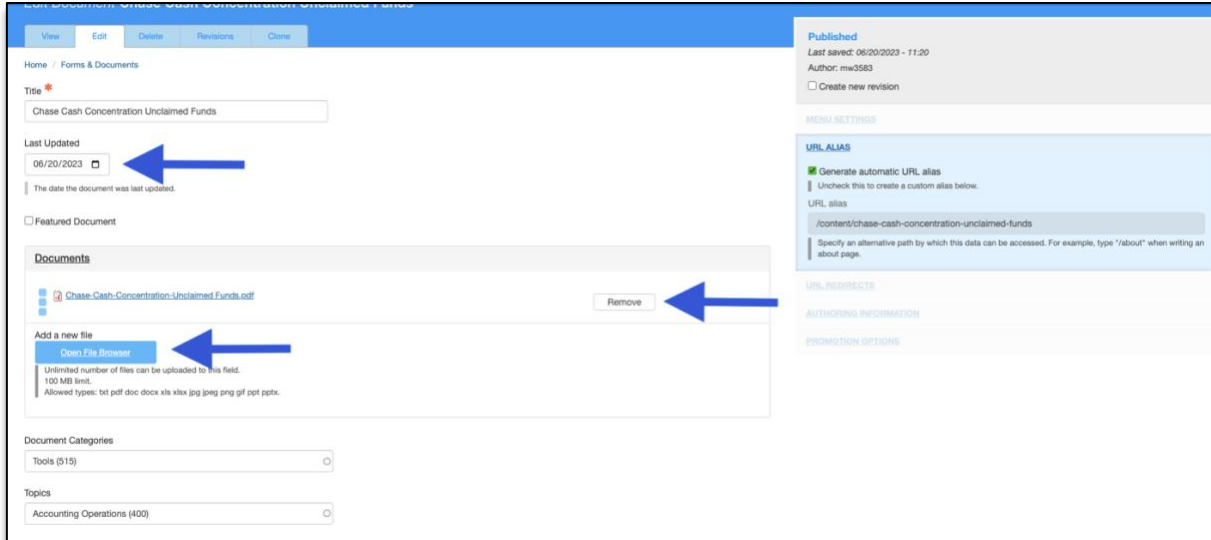 Edit Document Chase Cash Concentration Unclaimed Funds
View Edit Delete Revisions Clone
Home / Forms & Documents
Title *
Chase Cash Concentration Unclaimed Funds
Last Updated
06/20/2023
The date the document was last updated.
Featured Document
Documents
Chase-Cash-Concentration-Unclaimed Funds.pdf
Remove
Add a new file
Open File Browser
Unlimited number of files can be uploaded to this field.
100 MB limit.
Allowed types: txt pdf doc docx xls xlsx jpg jpeg png gif ppt pptx.
Document Categories
Tools (515)
Topics
Accounting Operations (400)
Published
Last saved: 06/20/2023 - 11:20
Author: mw3583
Create new revision
MENU SETTINGS
URL ALIAS
Generate automatic URL alias
Uncheck this to create a custom alias below.
URL alias
/content/chase-cash-concentration-unclaimed-funds
Specify an alternative path by which this data can be accessed. For example, type "/about" when writing an
about page.
URL REDIRECTS
AUTHORING INFORMATION
PROMOTION OPTIONS